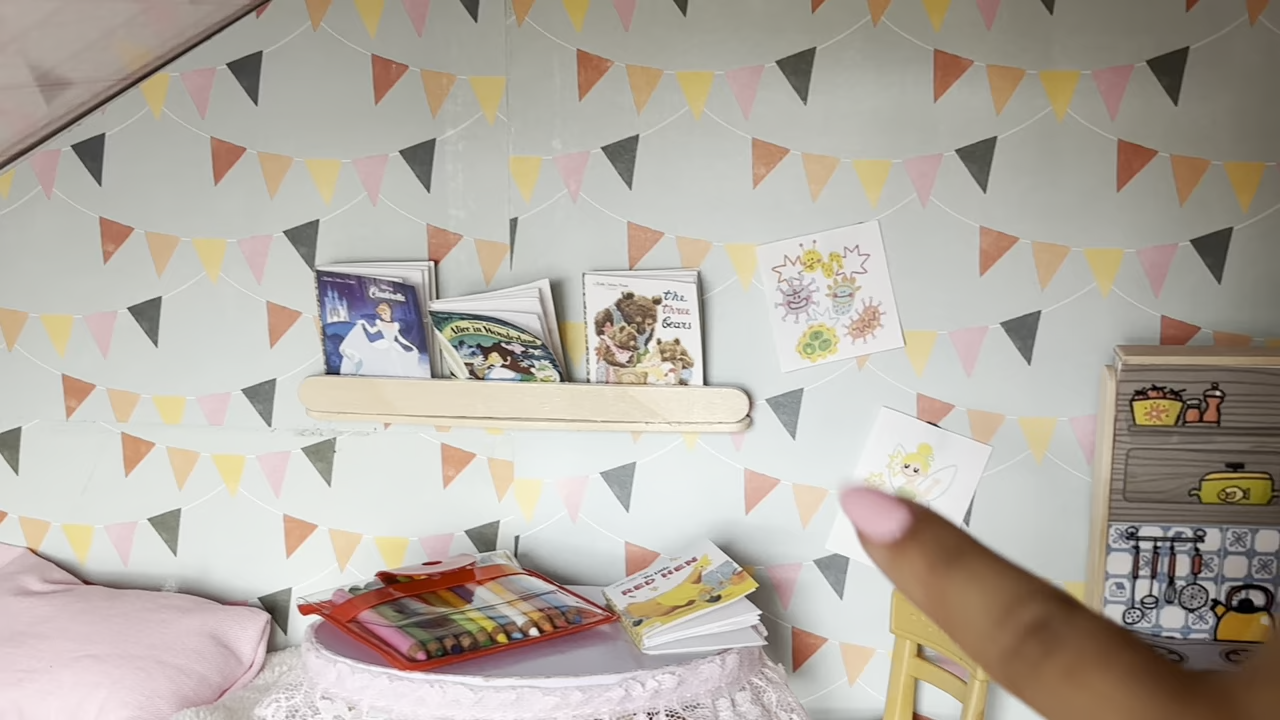 Cinderella
Alice in Wonderland
the
three
bears
RED HEN